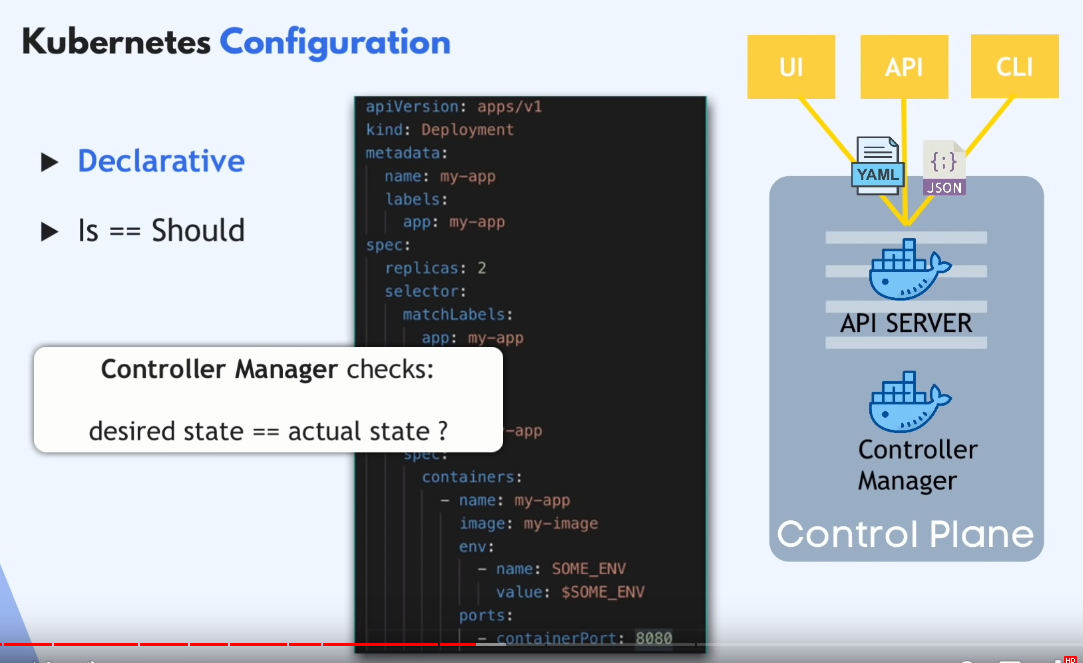 Kubernetes Configuration
Declarative
Is == Should
Controller Manager checks:
desired state == actual state ?
apiVersion: apps/v1
kind: Deployment
metadata:
name: my-app
labels:
app: my-app
spec:
replicas: 2
selector:
matchLabels:
app: my-app
-app
spec:
containers:
- name: my-app
image: my-image
env:
- name: SOME_ENV
value: $SOME_ENV
ports:
- containerPort: 8080
UI
API
CLI
YAML
{;}
JSON
API SERVER
Controller
Manager
Control Plane
HD